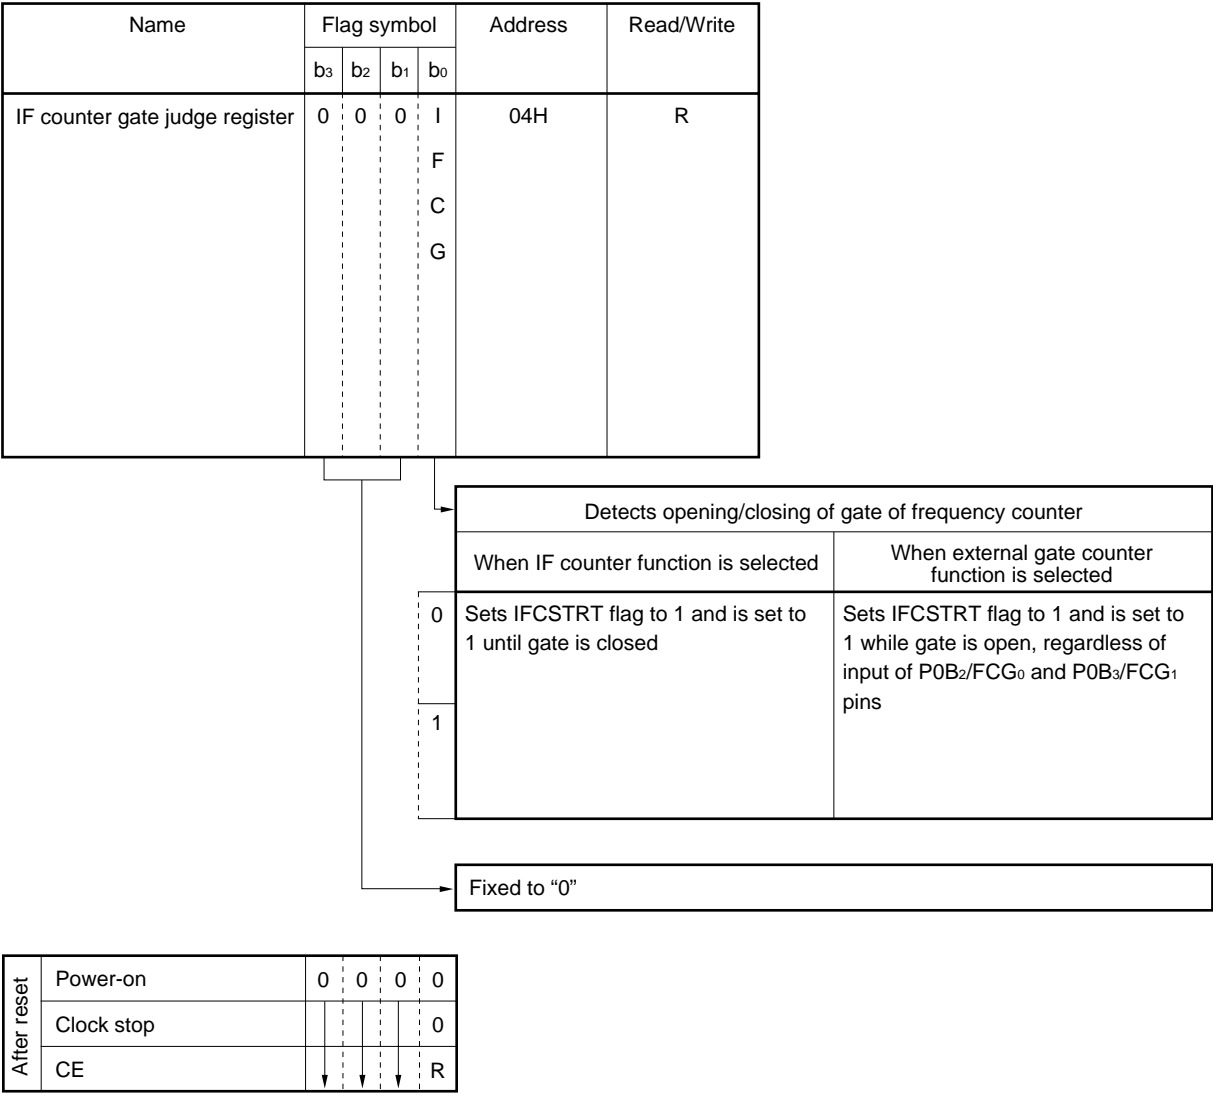 Name Flag symbol Address Read/Write
b3 b2 b1 b0
IF counter gate judge register 0 0 0 I 04H R
F
C
G
Detects opening/closing of gate of frequency counter
When IF counter function is selected
When external gate counter
function is selected
0
Sets IFCSTRT flag to 1 and is set to
1 until gate is closed
Sets IFCSTRT flag to 1 and is set to
1 while gate is open, regardless of
input of P0B2/FCG0 and P0B3/FCG1
pins
1
Fixed to “0”
After reset
Power-on 0 0 0 0
Clock stop 0
CE R